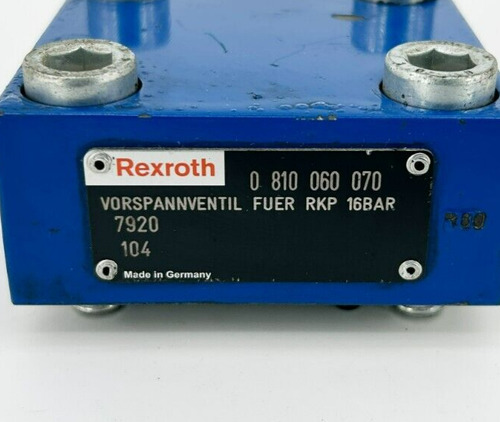 Rexroth 0 810 060 070
VORSPANNVENTIL FUER RKP 16BAR
7920
104
Made in Germany